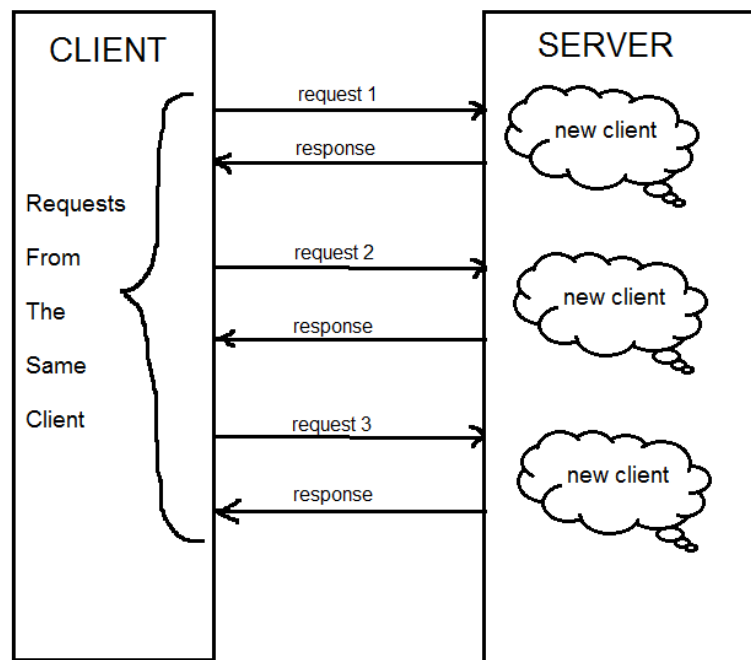 CLIENT
SERVER
request 1
new client
response
Requests
From
The
Same
Client
request 2
new client
response
request 3
new client
response